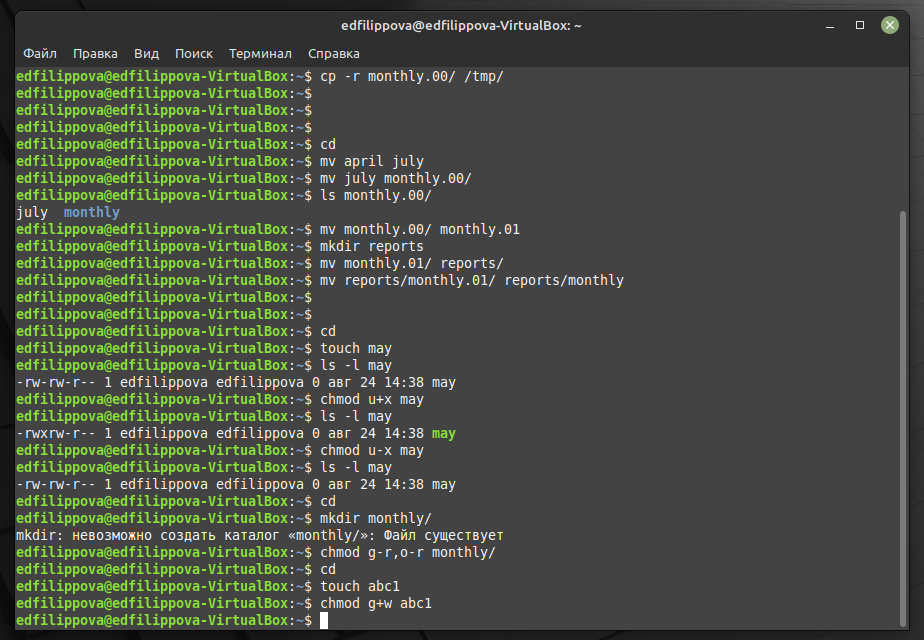 edfilippova@edfilippova-VirtualBox: ~
Файл Правка Вид Поиск Терминал Справка
edfilippova@edfilippova-VirtualBox:~$ cp -r monthly.00/ /tmp/
edfilippova@edfilippova-VirtualBox:~$
edfilippova@edfilippova-VirtualBox:~$
edfilippova@edfilippova-VirtualBox:~$
edfilippova@edfilippova-VirtualBox:~$ cd
edfilippova@edfilippova-VirtualBox:~$ mv april july
edfilippova@edfilippova-VirtualBox:~$ mv july monthly.00/
edfilippova@edfilippova-VirtualBox:~$ ls monthly.00/
july  monthly
edfilippova@edfilippova-VirtualBox:~$ mv monthly.00/ monthly.01
edfilippova@edfilippova-VirtualBox:~$ mkdir reports
edfilippova@edfilippova-VirtualBox:~$ mv monthly.01/ reports/
edfilippova@edfilippova-VirtualBox:~$ mv reports/monthly.01/ reports/monthly
edfilippova@edfilippova-VirtualBox:~$
edfilippova@edfilippova-VirtualBox:~$
edfilippova@edfilippova-VirtualBox:~$ cd
edfilippova@edfilippova-VirtualBox:~$ touch may
edfilippova@edfilippova-VirtualBox:~$ ls -l may
-rw-rw-r-- 1 edfilippova edfilippova 0 авг 24 14:38 may
edfilippova@edfilippova-VirtualBox:~$ chmod u+x may
edfilippova@edfilippova-VirtualBox:~$ ls -l may
-rwxrw-r-- 1 edfilippova edfilippova 0 авг 24 14:38 may
edfilippova@edfilippova-VirtualBox:~$ chmod u-x may
edfilippova@edfilippova-VirtualBox:~$ ls -l may
-rw-rw-r-- 1 edfilippova edfilippova 0 авг 24 14:38 may
edfilippova@edfilippova-VirtualBox:~$ cd
edfilippova@edfilippova-VirtualBox:~$ mkdir monthly/
mkdir: невозможно создать каталог «monthly/»: Файл существует
edfilippova@edfilippova-VirtualBox:~$ chmod g-r,o-r monthly/
edfilippova@edfilippova-VirtualBox:~$ cd
edfilippova@edfilippova-VirtualBox:~$ touch abc1
edfilippova@edfilippova-VirtualBox:~$ chmod g+w abc1
edfilippova@edfilippova-VirtualBox:~$